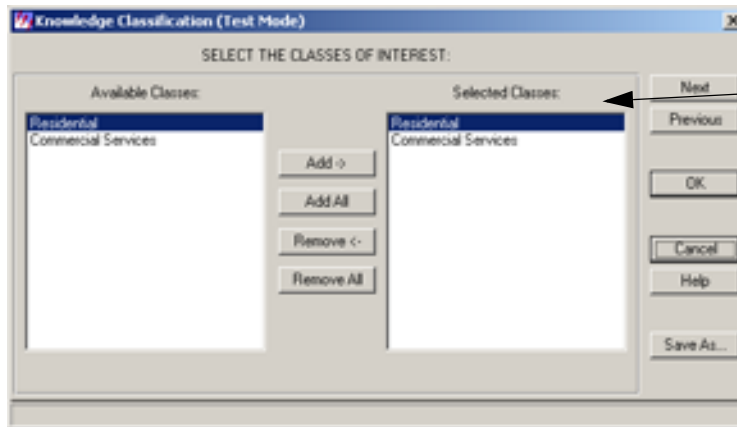 Knowledge Classification (Test Mode)
SELECT THE CLASSES OF INTEREST:
Available Classes:
Selected Classes:
Residential
Commercial Services
Residential
Commercial Services
Add ->
Add All
Remove <-
Remove All
Next
Previous
OK
Cancel
Help
Save As...